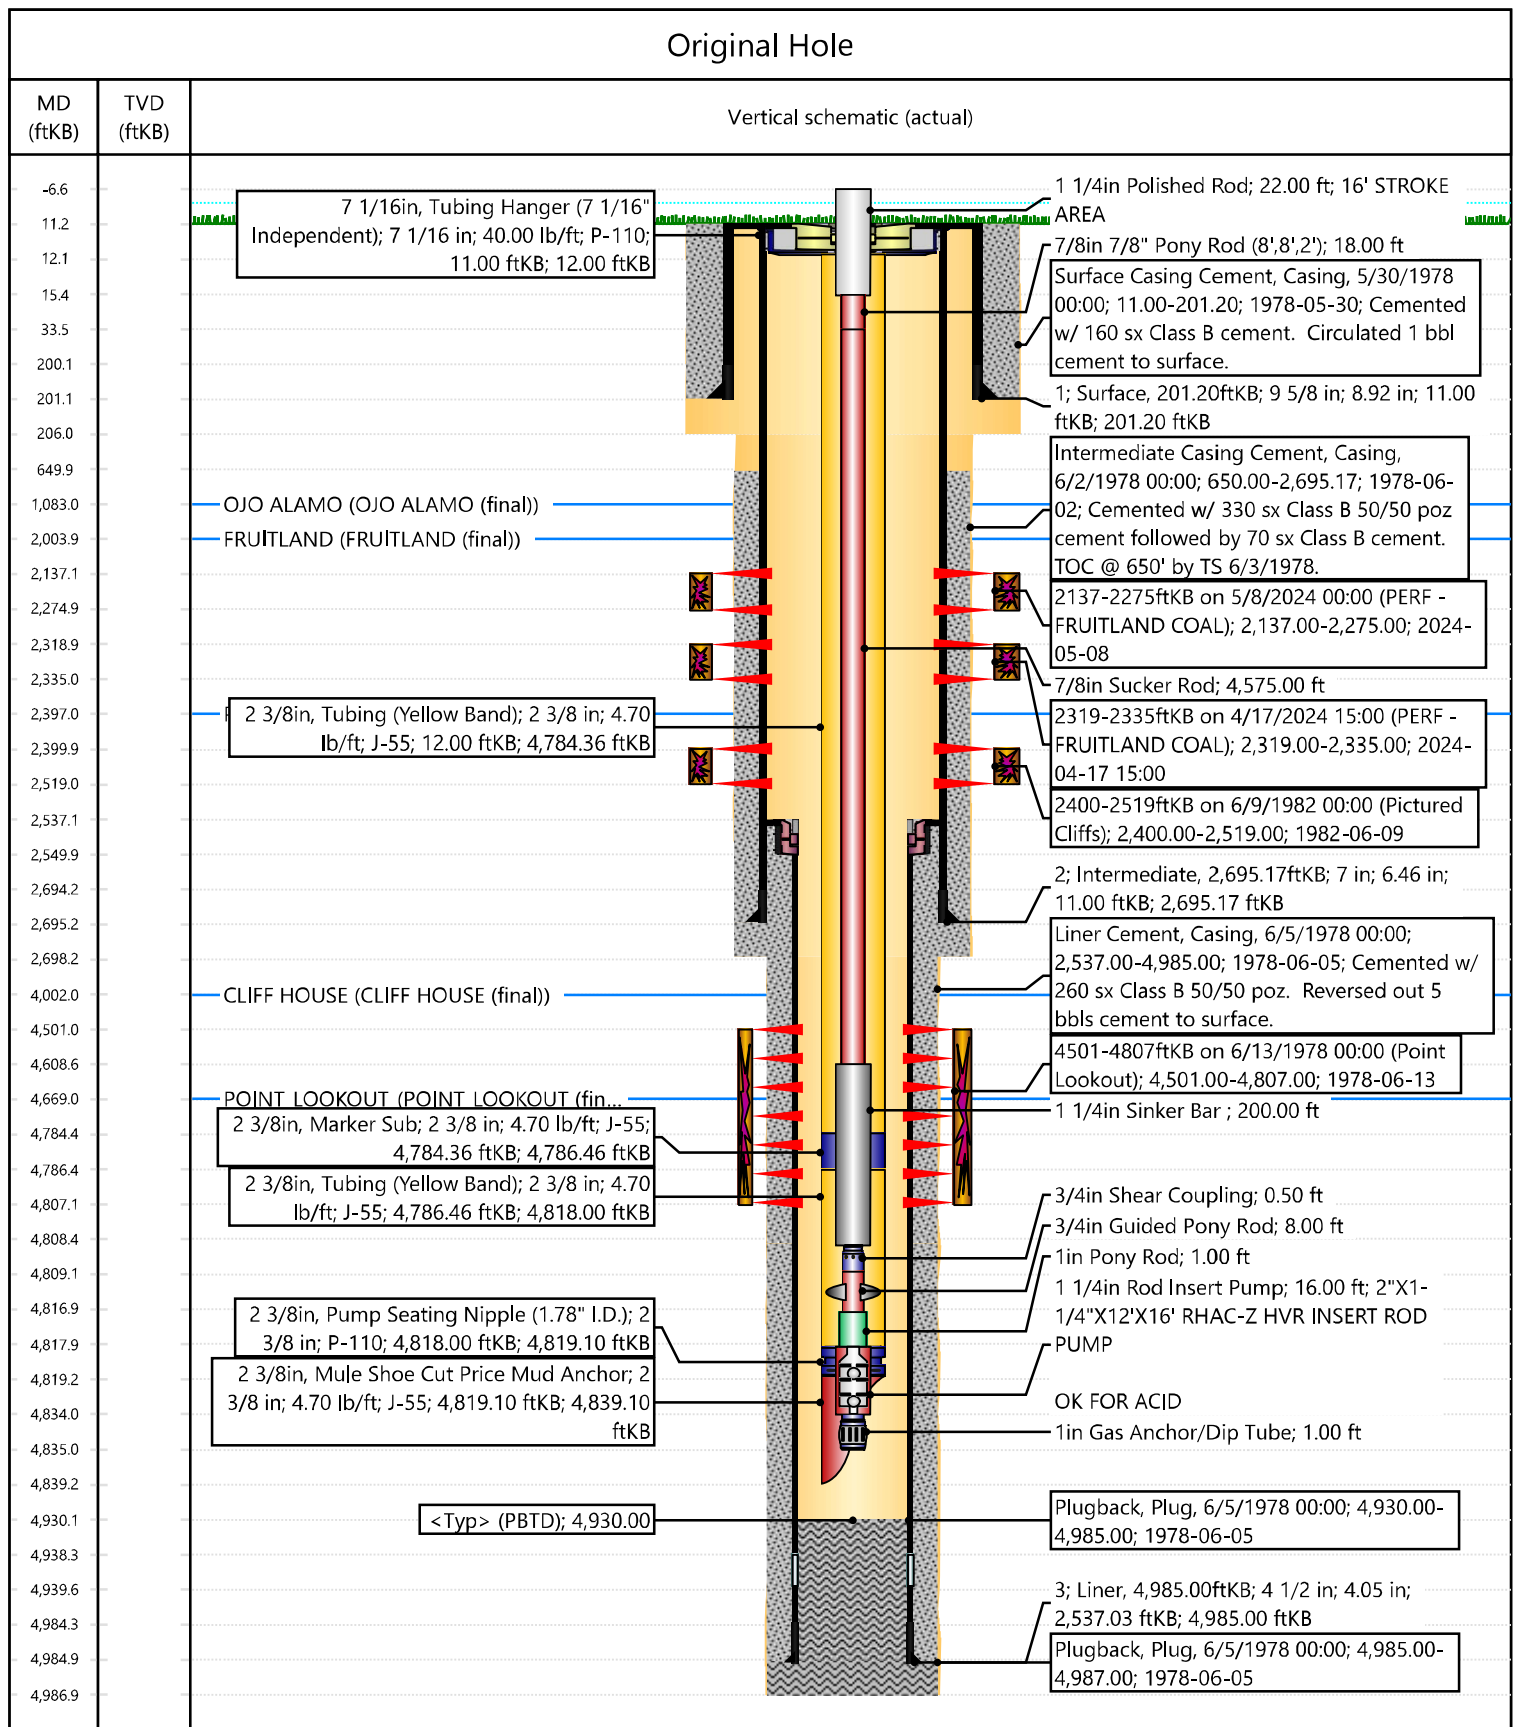 Original Hole
MD
(ftKB)
TVD
(ftKB)
Vertical schematic (actual)
-6.6
11.2
12.1
15.4
33.5
200.1
201.1
206.0
649.9
1,083.0
2,003.9
2,137.1
2,274.9
2,318.9
2,335.0
2,397.0
2,399.9
2,519.0
2,537.1
2,549.9
2,694.2
2,695.2
2,698.2
4,002.0
4,501.0
4,608.6
4,669.0
4,784.4
4,786.4
4,807.1
4,808.4
4,809.1
4,816.9
4,817.9
4,819.2
4,834.0
4,835.0
4,839.2
4,930.1
4,938.3
4,939.6
4,984.3
4,984.9
4,986.9
7 1/16in, Tubing Hanger (7 1/16"
Independent); 7 1/16 in; 40.00 lb/ft; P-110;
11.00 ftKB; 12.00 ftKB
OJO ALAMO (OJO ALAMO (final))
FRUITLAND (FRUITLAND (final))
2 3/8in, Tubing (Yellow Band); 2 3/8 in; 4.70
lb/ft; J-55; 12.00 ftKB; 4,784.36 ftKB
CLIFF HOUSE (CLIFF HOUSE (final))
POINT LOOKOUT (POINT LOOKOUT (fin...
2 3/8in, Marker Sub; 2 3/8 in; 4.70 lb/ft; J-55;
4,784.36 ftKB; 4,786.46 ftKB
2 3/8in, Tubing (Yellow Band); 2 3/8 in; 4.70
lb/ft; J-55; 4,786.46 ftKB; 4,818.00 ftKB
2 3/8in, Pump Seating Nipple (1.78" I.D.); 2
3/8 in; P-110; 4,818.00 ftKB; 4,819.10 ftKB
2 3/8in, Mule Shoe Cut Price Mud Anchor; 2
3/8 in; 4.70 lb/ft; J-55; 4,819.10 ftKB; 4,839.10
ftKB
<Typ> (PBTD); 4,930.00
1 1/4in Polished Rod; 22.00 ft; 16' STROKE
AREA
7/8in 7/8" Pony Rod (8',8',2'); 18.00 ft
Surface Casing Cement, Casing, 5/30/1978
00:00; 11.00-201.20; 1978-05-30; Cemented
w/ 160 sx Class B cement.  Circulated 1 bbl
cement to surface.
1; Surface, 201.20ftKB; 9 5/8 in; 8.92 in; 11.00
ftKB; 201.20 ftKB
Intermediate Casing Cement, Casing,
6/2/1978 00:00; 650.00-2,695.17; 1978-06-
02; Cemented w/ 330 sx Class B 50/50 poz
cement followed by 70 sx Class B cement.
TOC @ 650' by TS 6/3/1978.
2137-2275ftKB on 5/8/2024 00:00 (PERF -
FRUITLAND COAL); 2,137.00-2,275.00; 2024-
05-08
7/8in Sucker Rod; 4,575.00 ft
2319-2335ftKB on 4/17/2024 15:00 (PERF -
FRUITLAND COAL); 2,319.00-2,335.00; 2024-
04-17 15:00
2400-2519ftKB on 6/9/1982 00:00 (Pictured
Cliffs); 2,400.00-2,519.00; 1982-06-09
2; Intermediate, 2,695.17ftKB; 7 in; 6.46 in;
11.00 ftKB; 2,695.17 ftKB
Liner Cement, Casing, 6/5/1978 00:00;
2,537.00-4,985.00; 1978-06-05; Cemented w/
260 sx Class B 50/50 poz.  Reversed out 5
bbls cement to surface.
4501-4807ftKB on 6/13/1978 00:00 (Point
Lookout); 4,501.00-4,807.00; 1978-06-13
1 1/4in Sinker Bar ; 200.00 ft
3/4in Shear Coupling; 0.50 ft
3/4in Guided Pony Rod; 8.00 ft
1in Pony Rod; 1.00 ft
1 1/4in Rod Insert Pump; 16.00 ft; 2"X1-
1/4"X12'X16' RHAC-Z HVR INSERT ROD
PUMP
OK FOR ACID
1in Gas Anchor/Dip Tube; 1.00 ft
Plugback, Plug, 6/5/1978 00:00; 4,930.00-
4,985.00; 1978-06-05
3; Liner, 4,985.00ftKB; 4 1/2 in; 4.05 in;
2,537.03 ftKB; 4,985.00 ftKB
Plugback, Plug, 6/5/1978 00:00; 4,985.00-
4,987.00; 1978-06-05